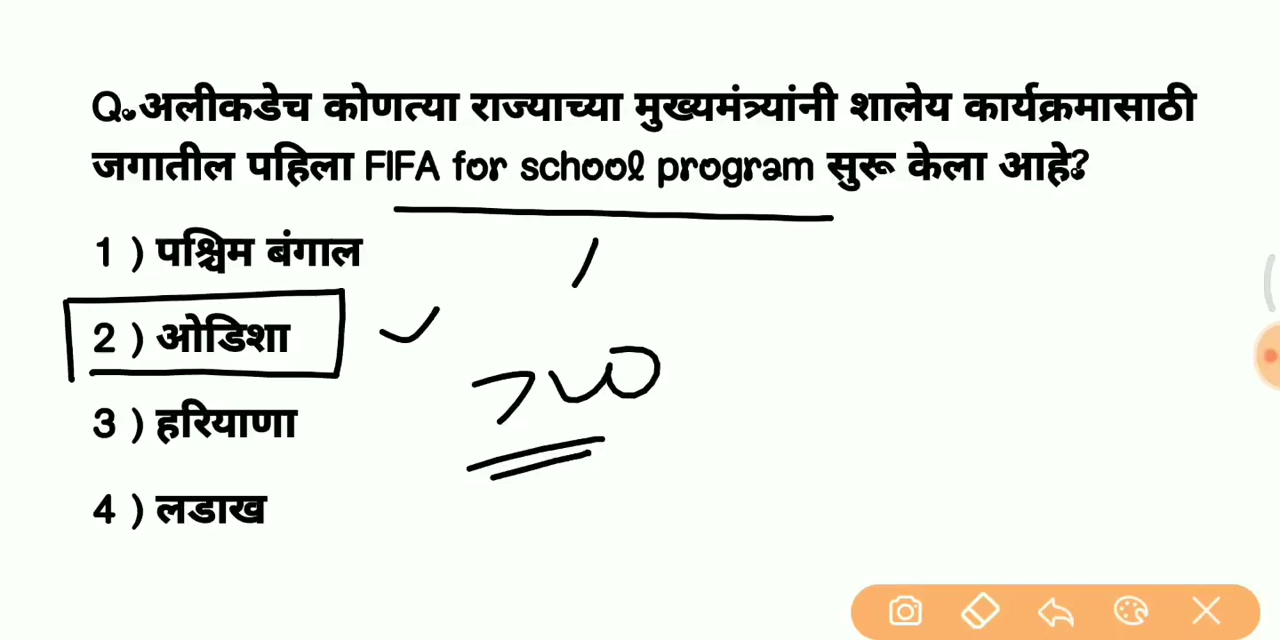 Q. अलीकडेच कोणत्या राज्याच्या मुख्यमंत्र्यांनी शालेय कार्यक्रमासाठी
जगातील पहिला FIFA for school program सुरू केला आहे?
1 ) पश्चिम बंगाल
2 ) ओडिशा
3 ) हरियाणा
4 ) लडाख